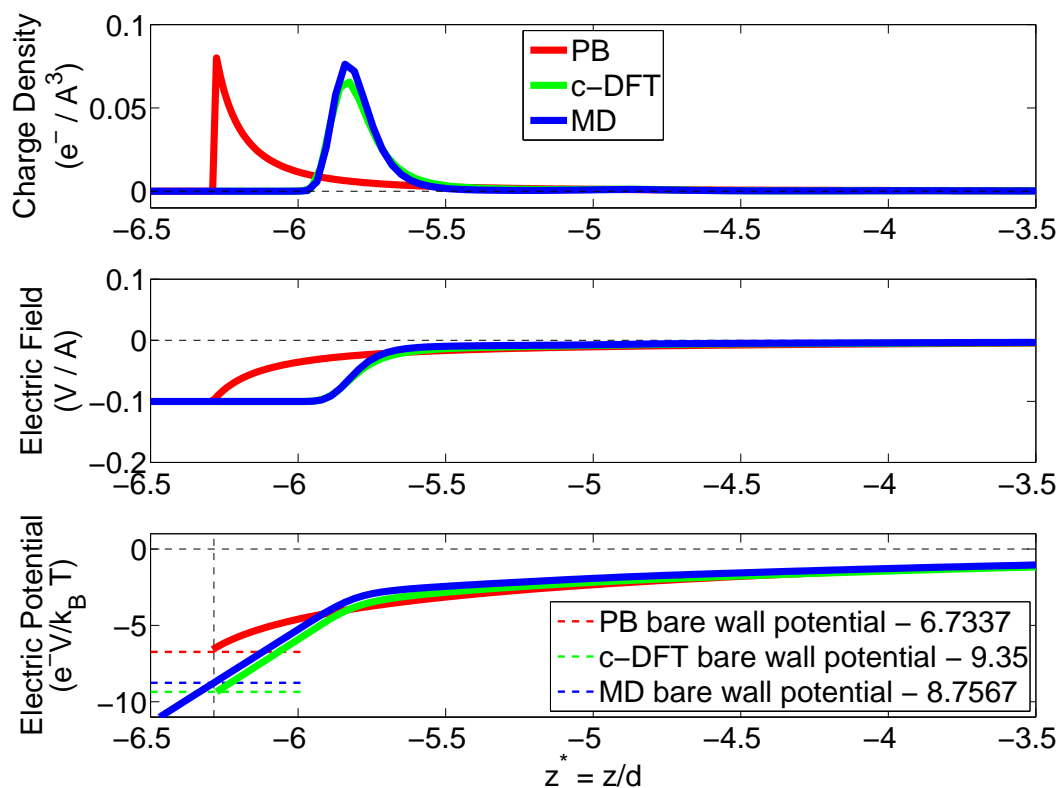 0.1
0.05
0
Charge Density
(e⁻ / A³)
PB
c−DFT
MD
−6.5 −6 −5.5 −5 −4.5 −4 −3.5
0.1
0
−0.1
−0.2
Electric Field
(V / A)
−6.5 −6 −5.5 −5 −4.5 −4 −3.5
0
−5
−10
Electric Potential
(e⁻V/k_B T)
PB bare wall potential − 6.7337
c−DFT bare wall potential − 9.35
MD bare wall potential − 8.7567
−6.5 −6 −5.5 −5 −4.5 −4 −3.5
z* = z/d